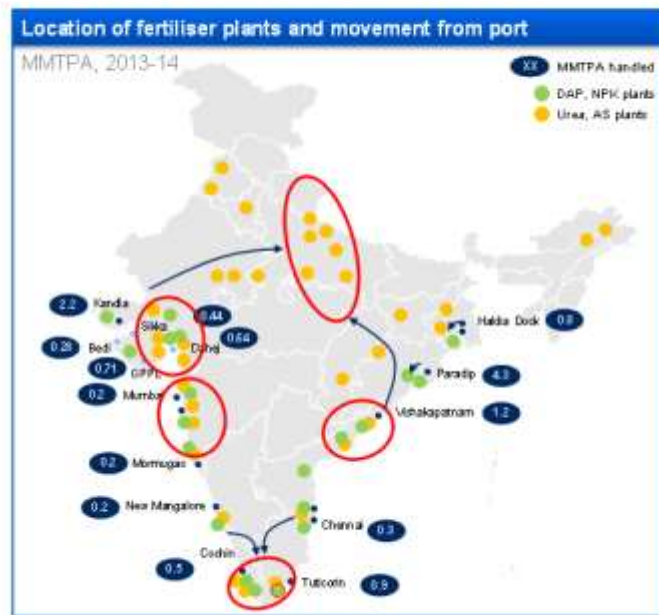 Location of fertiliser plants and movement from port
MMTPA, 2013-14
XX MMTPA handled
DAP, NPK plants
Urea, AS plants
2.2 Kandla
Sikka 0.44
0.28 Bedi
Dahej 0.64
0.71 GPPL
0.2 Mumbai
Haldia Dock 0.8
Paradip 4.3
Vishakapatnam 1.2
0.2 Mormugao
0.2 New Mangalore
Chennai 0.3
Cochin
0.5
Tuticorin 0.9